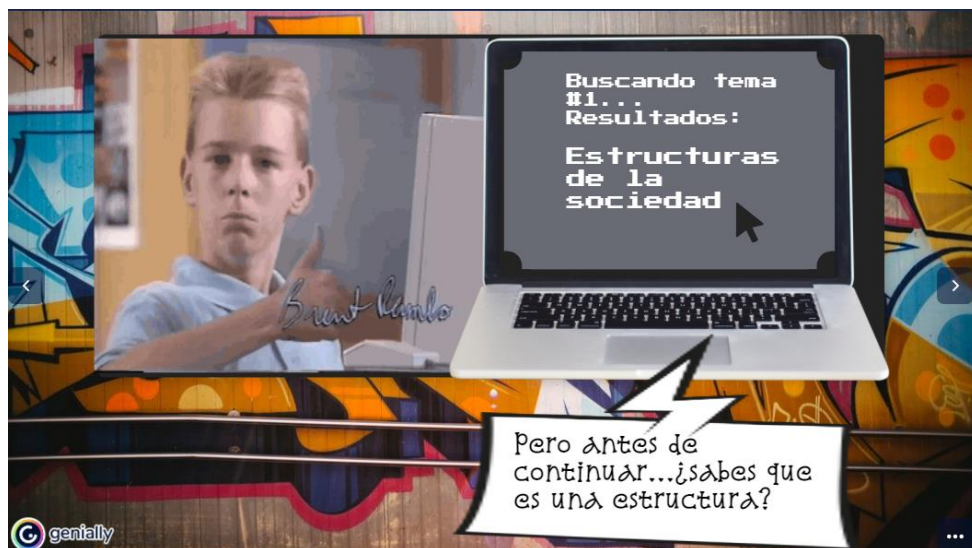 Buscando tema
#1...
Resultados:
Estructuras
de la
sociedad
Brent Rambo
Pero antes de
continuar...¿sabes que
es una estructura?
G genially